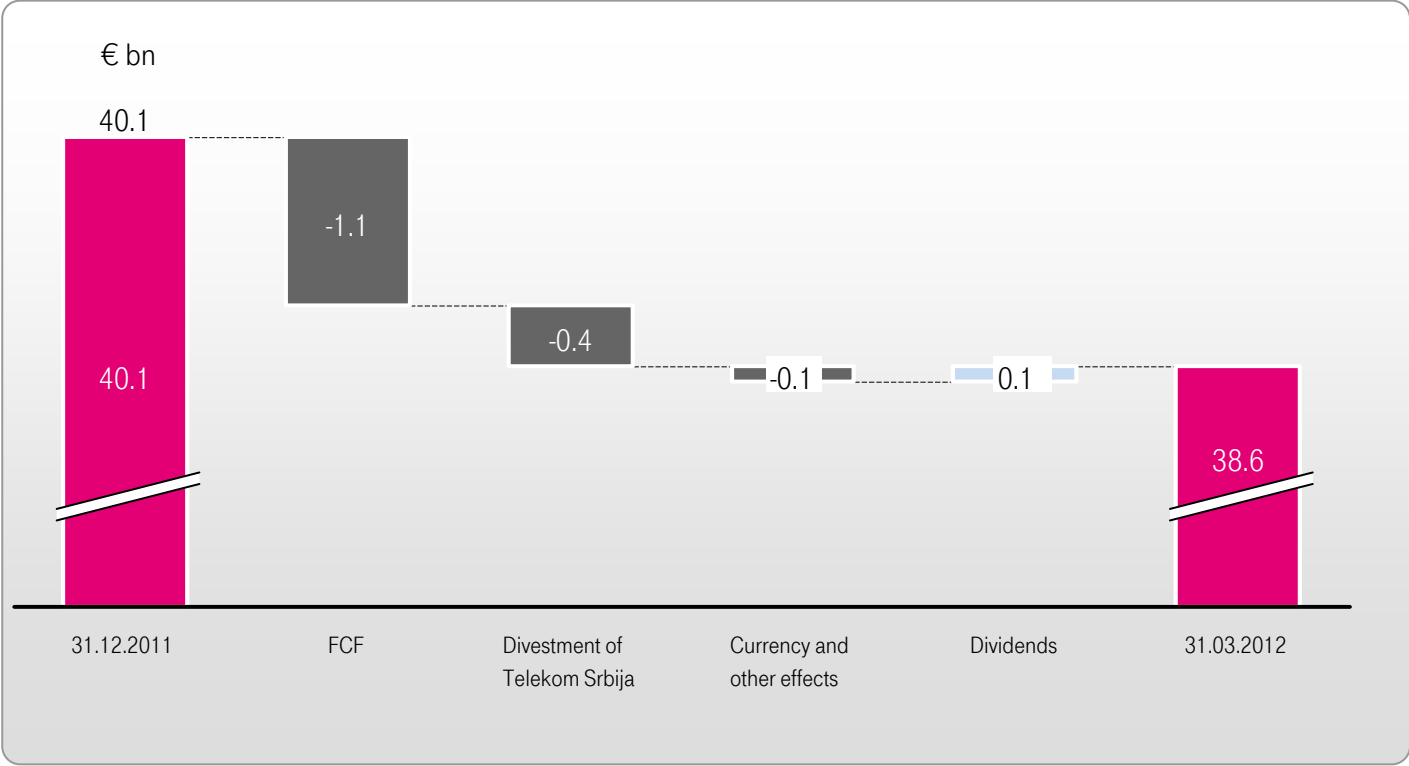 € bn
40.1
-1.1
-0.4
40.1
-0.1
0.1
38.6
31.12.2011
FCF
Divestment of
Telekom Srbija
Currency and
other effects
Dividends
31.03.2012